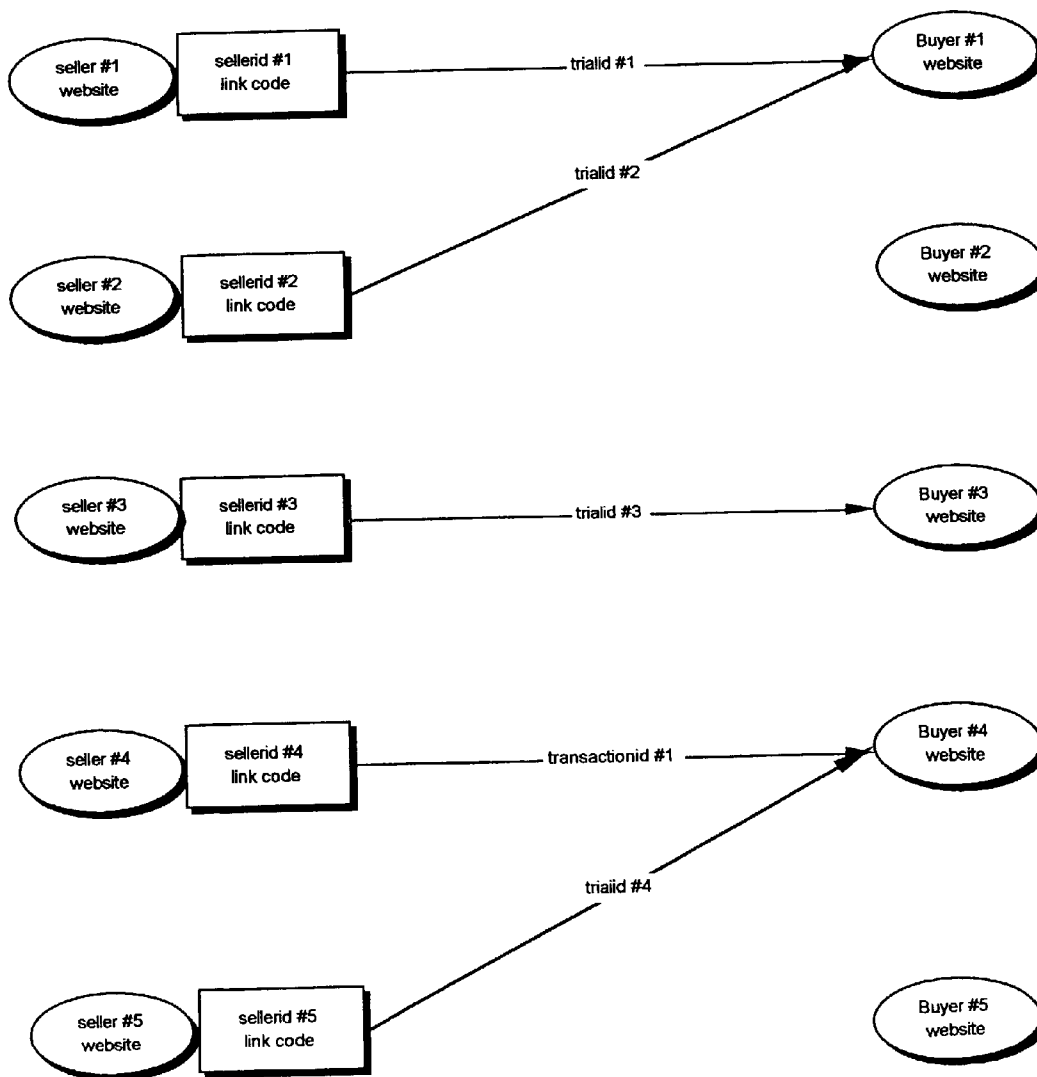 seller #1
website
sellerid #1
link code
trialid #1
Buyer #1
website
trialid #2
seller #2
website
sellerid #2
link code
Buyer #2
website
seller #3
website
sellerid #3
link code
trialid #3
Buyer #3
website
seller #4
website
sellerid #4
link code
transactionid #1
Buyer #4
website
trialid #4
seller #5
website
sellerid #5
link code
Buyer #5
website